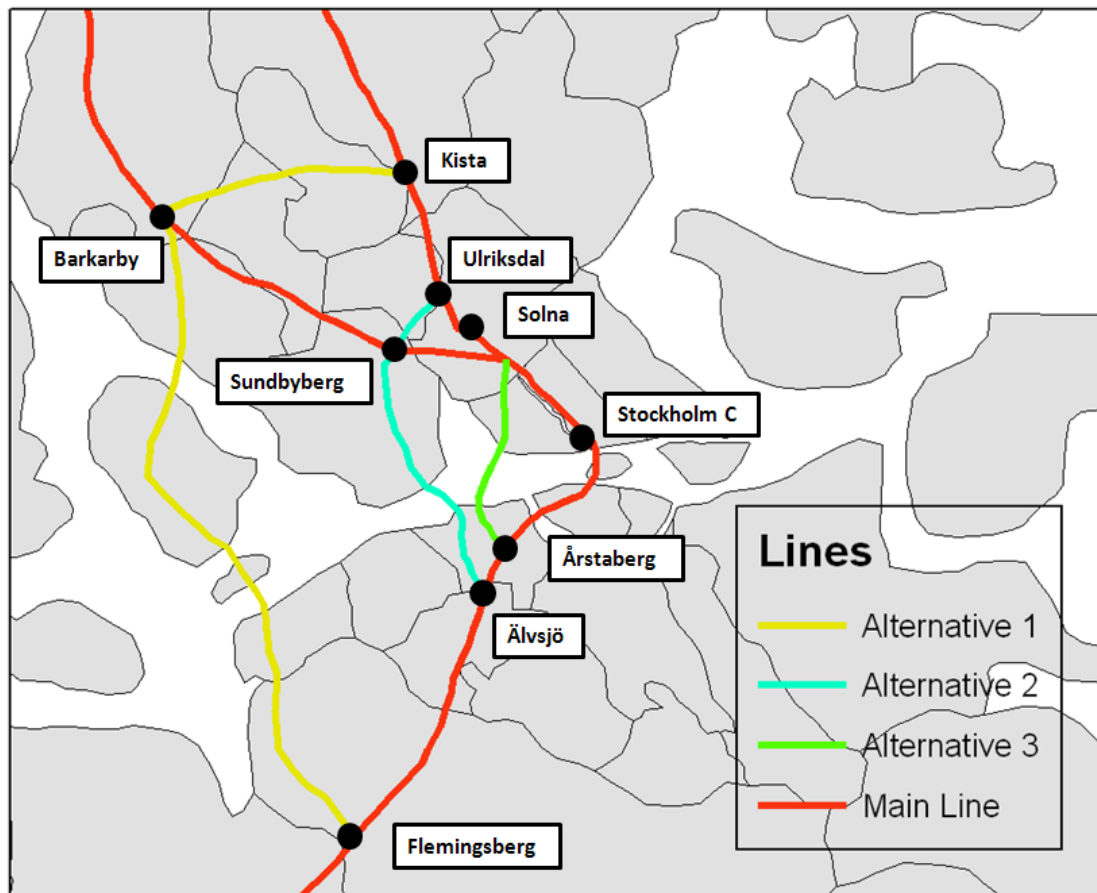 Kista
Barkarby
Ulriksdal
Solna
Sundbyberg
Stockholm C
Årstaberg
Älvsjö
Flemingsberg
Lines
Alternative 1
Alternative 2
Alternative 3
Main Line